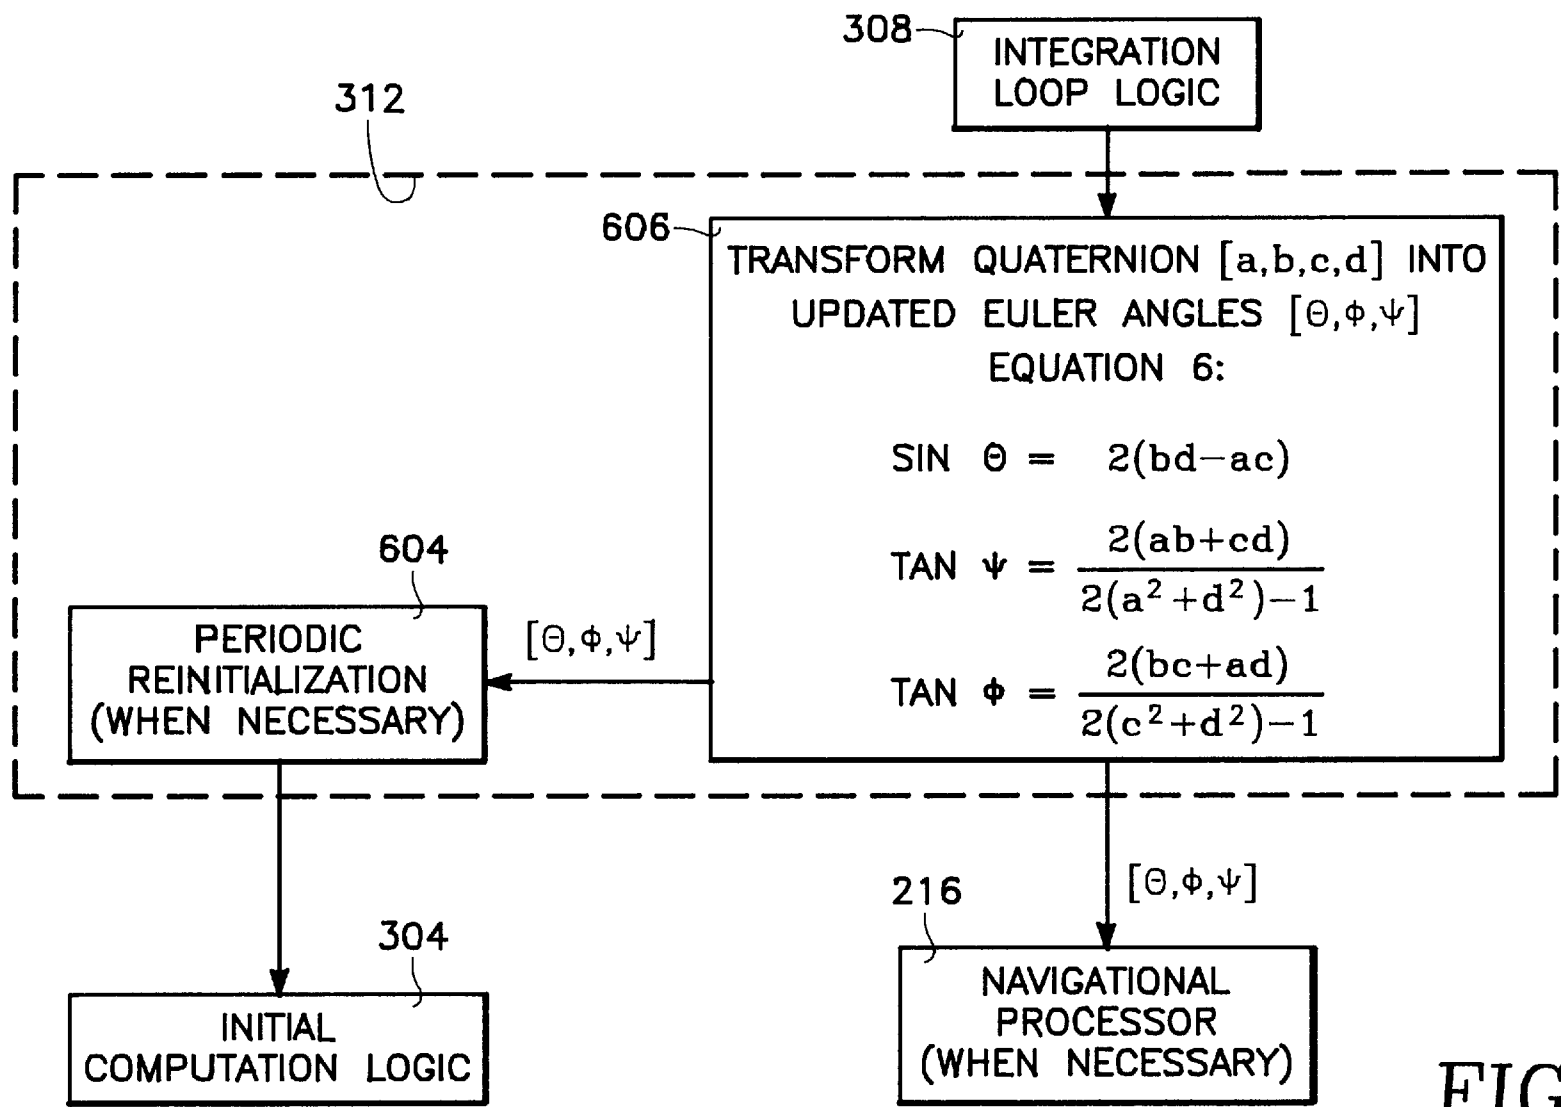 308
INTEGRATION
LOOP LOGIC
312
606
TRANSFORM QUATERNION [a,b,c,d] INTO
UPDATED EULER ANGLES [Θ,Φ,Ψ]
EQUATION 6:
SIN Θ = 2(bd−ac)
TAN Ψ = 2(ab+cd) / 2(a²+d²)−1
TAN Φ = 2(bc+ad) / 2(c²+d²)−1
604
PERIODIC
REINITIALIZATION
(WHEN NECESSARY)
[Θ,Φ,Ψ]
[Θ,Φ,Ψ]
304
INITIAL
COMPUTATION LOGIC
216
NAVIGATIONAL
PROCESSOR
(WHEN NECESSARY)
FIG